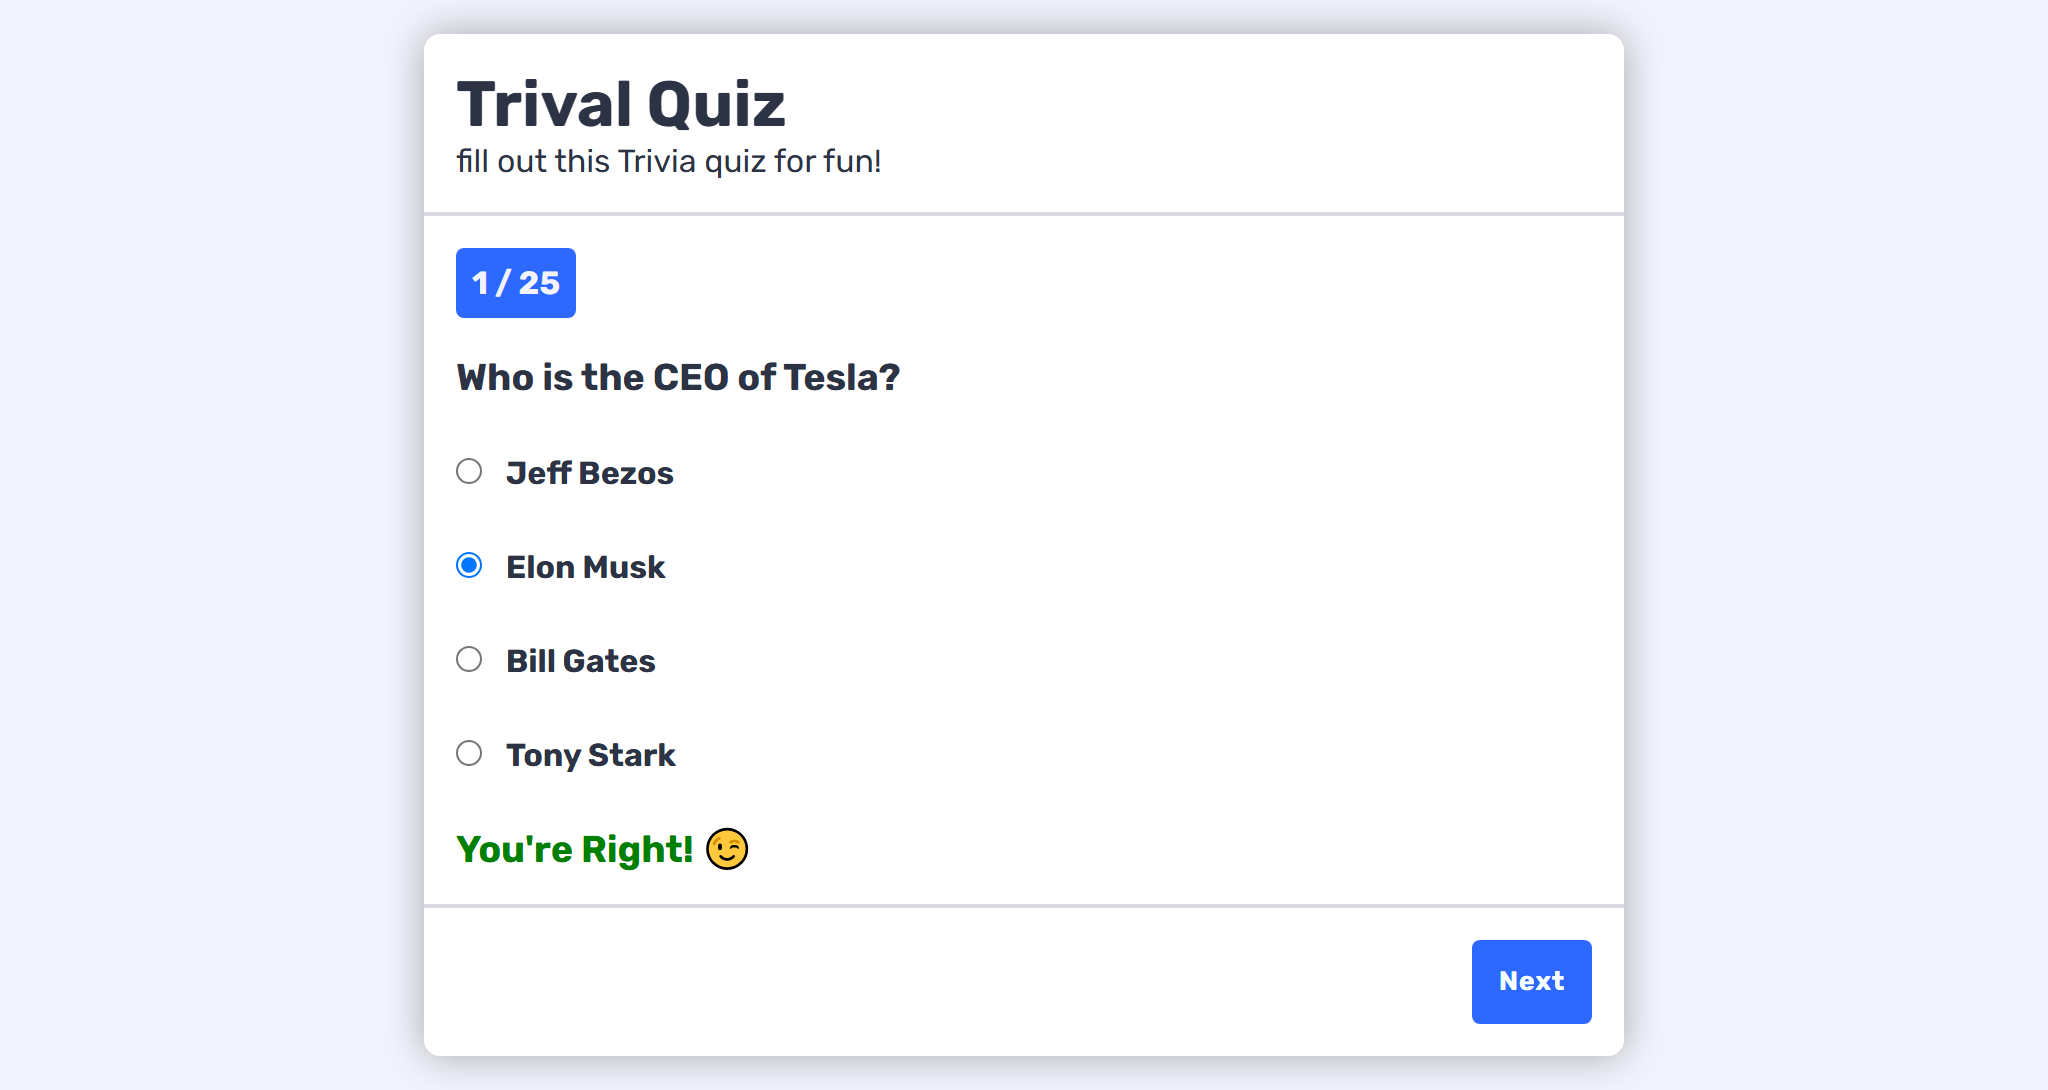 Trival Quiz
fill out this Trivia quiz for fun!
1 / 25
Who is the CEO of Tesla?
Jeff Bezos
Elon Musk
Bill Gates
Tony Stark
You're Right! 😉
Next